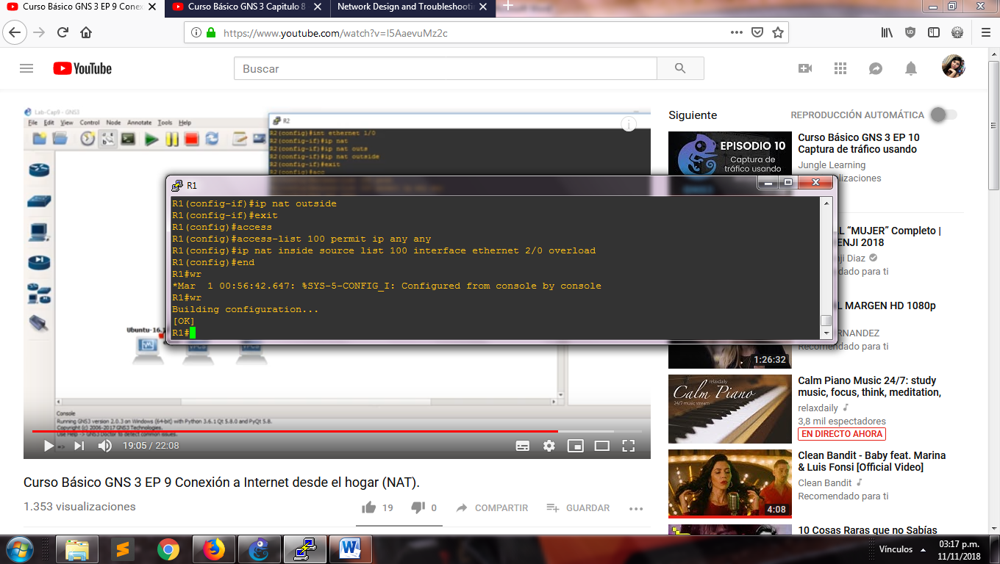 Curso Básico GNS 3 EP 9 Cone
Curso Básico GNS 3 Capitulo 8
Network Design and Troubleshooti
https://www.youtube.com/watch?v=I5AaevuMz2c
YouTube
Buscar
Lab-Cap9 - GNS3
File Edit View Control Node Annotate Tools Help
R2
R2(config)#int ethernet 1/0
R2(config-if)#ip nat
R2(config-if)#ip nat outs
R2(config-if)#ip nat outside
R2(config-if)#exit
R2(config)#acc
R1
R1(config-if)#ip nat outside
R1(config-if)#exit
R1(config)#access
R1(config)#access-list 100 permit ip any any
R1(config)#ip nat inside source list 100 interface ethernet 2/0 overload
R1(config)#end
R1#wr
*Mar  1 00:56:42.647: %SYS-5-CONFIG_I: Configured from console by console
R1#wr
Building configuration...
[OK]
R1#
Ubuntu-16.
Console
Running GNS3 version 2.0.3 on Windows (64-bit) with Python 3.6.1 Qt 5.8.0 and PyQt 5.8.
Copyright (c) 2006-2017 GNS3 Technologies.
Use Help -> GNS3 Doctor to detect common issues.
=>
19:05 / 22:08
Curso Básico GNS 3 EP 9 Conexión a Internet desde el hogar (NAT).
1.353 visualizaciones
19
0
COMPARTIR
GUARDAR
Siguiente
REPRODUCCIÓN AUTOMÁTICA
EPISODIO 10
Captura de
tráfico usando
Curso Básico GNS 3 EP 10
Captura de tráfico usando
Jungle Learning
alizaciones
L “MUJER” Completo |
ENJI 2018
nji Diaz
dado para ti
L MARGEN HD 1080p
RNANDEZ
Recomendado para ti
1:26:32
relaxdaily
Calm Piano
24/7 music stream
Calm Piano Music 24/7: study
music, focus, think, meditation,
relaxdaily
3,8 mil espectadores
EN DIRECTO AHORA
4:08
Clean Bandit - Baby feat. Marina
& Luis Fonsi [Official Video]
Clean Bandit
Recomendado para ti
10 Cosas Raras que no Sabías
Vínculos
03:17 p.m.
11/11/2018